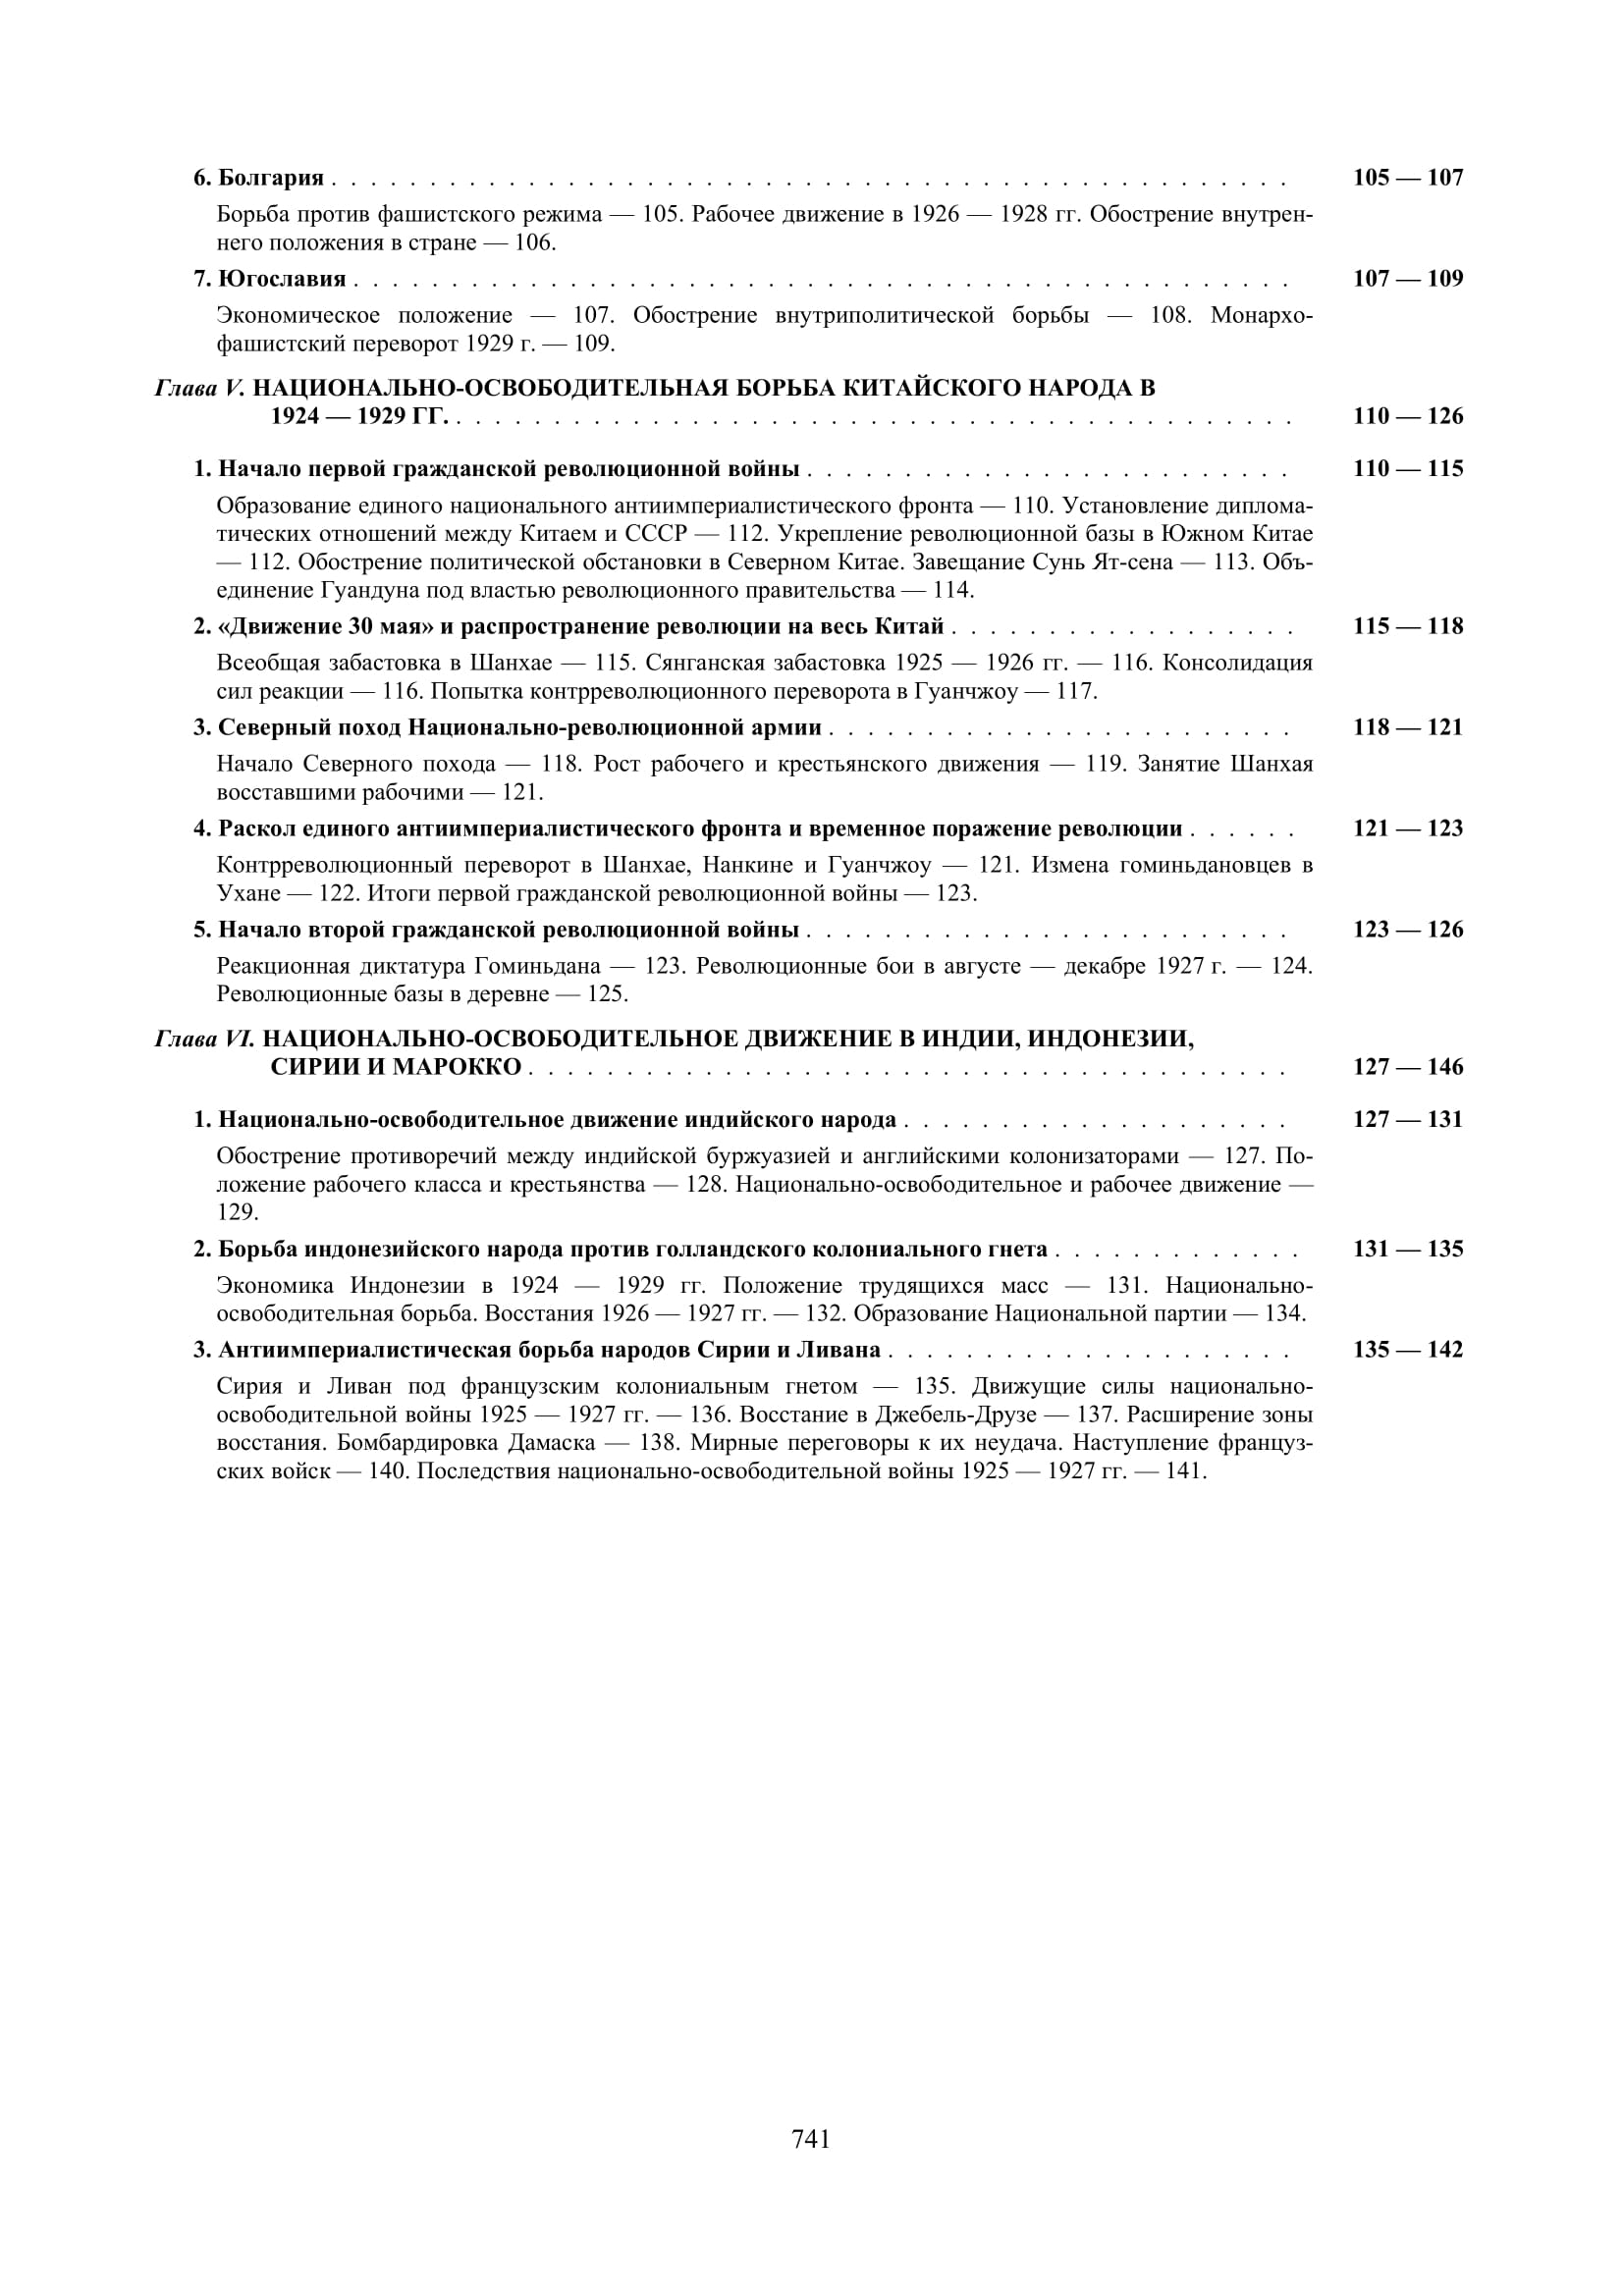 6. Болгария . . . . . . . . . . . . . . . . . . . . . . . . . . . . . . . . . . . . . . . . . . . . . . . . . 105 — 107
Борьба против фашистского режима — 105. Рабочее движение в 1926 — 1928 гг. Обострение внутрен-
него положения в стране — 106.
7. Югославия . . . . . . . . . . . . . . . . . . . . . . . . . . . . . . . . . . . . . . . . . . . . . . . . 107 — 109
Экономическое положение — 107. Обострение внутриполитической борьбы — 108. Монархо-
фашистский переворот 1929 г. — 109.
Глава V. НАЦИОНАЛЬНО-ОСВОБОДИТЕЛЬНАЯ БОРЬБА КИТАЙСКОГО НАРОДА В
1924 — 1929 ГГ. . . . . . . . . . . . . . . . . . . . . . . . . . . . . . . . . . . . . . . . . . . . 110 — 126
1. Начало первой гражданской революционной войны . . . . . . . . . . . . . . . . . . . . . . . . . 110 — 115
Образование единого национального антиимпериалистического фронта — 110. Установление диплома-
тических отношений между Китаем и СССР — 112. Укрепление революционной базы в Южном Китае
— 112. Обострение политической обстановки в Северном Китае. Завещание Сунь Ят-сена — 113. Объ-
единение Гуандуна под властью революционного правительства — 114.
2. «Движение 30 мая» и распространение революции на весь Китай . . . . . . . . . . . . . . . . . . 115 — 118
Всеобщая забастовка в Шанхае — 115. Сянганская забастовка 1925 — 1926 гг. — 116. Консолидация
сил реакции — 116. Попытка контрреволюционного переворота в Гуанчжоу — 117.
3. Северный поход Национально-революционной армии . . . . . . . . . . . . . . . . . . . . . . . . 118 — 121
Начало Северного похода — 118. Рост рабочего и крестьянского движения — 119. Занятие Шанхая
восставшими рабочими — 121.
4. Раскол единого антиимпериалистического фронта и временное поражение революции . . . . . . 121 — 123
Контрреволюционный переворот в Шанхае, Нанкине и Гуанчжоу — 121. Измена гоминьдановцев в
Ухане — 122. Итоги первой гражданской революционной войны — 123.
5. Начало второй гражданской революционной войны . . . . . . . . . . . . . . . . . . . . . . . . . 123 — 126
Реакционная диктатура Гоминьдана — 123. Революционные бои в августе — декабре 1927 г. — 124.
Революционные базы в деревне — 125.
Глава VI. НАЦИОНАЛЬНО-ОСВОБОДИТЕЛЬНОЕ ДВИЖЕНИЕ В ИНДИИ, ИНДОНЕЗИИ,
СИРИИ И МАРОККО . . . . . . . . . . . . . . . . . . . . . . . . . . . . . . . . . . . . . . . 127 — 146
1. Национально-освободительное движение индийского народа . . . . . . . . . . . . . . . . . . . . 127 — 131
Обострение противоречий между индийской буржуазией и английскими колонизаторами — 127. По-
ложение рабочего класса и крестьянства — 128. Национально-освободительное и рабочее движение —
129.
2. Борьба индонезийского народа против голландского колониального гнета . . . . . . . . . . . . . 131 — 135
Экономика Индонезии в 1924 — 1929 гг. Положение трудящихся масс — 131. Национально-
освободительная борьба. Восстания 1926 — 1927 гг. — 132. Образование Национальной партии — 134.
3. Антиимпериалистическая борьба народов Сирии и Ливана . . . . . . . . . . . . . . . . . . . . . 135 — 142
Сирия и Ливан под французским колониальным гнетом — 135. Движущие силы национально-
освободительной войны 1925 — 1927 гг. — 136. Восстание в Джебель-Друзе — 137. Расширение зоны
восстания. Бомбардировка Дамаска — 138. Мирные переговоры к их неудача. Наступление француз-
ских войск — 140. Последствия национально-освободительной войны 1925 — 1927 гг. — 141.
741